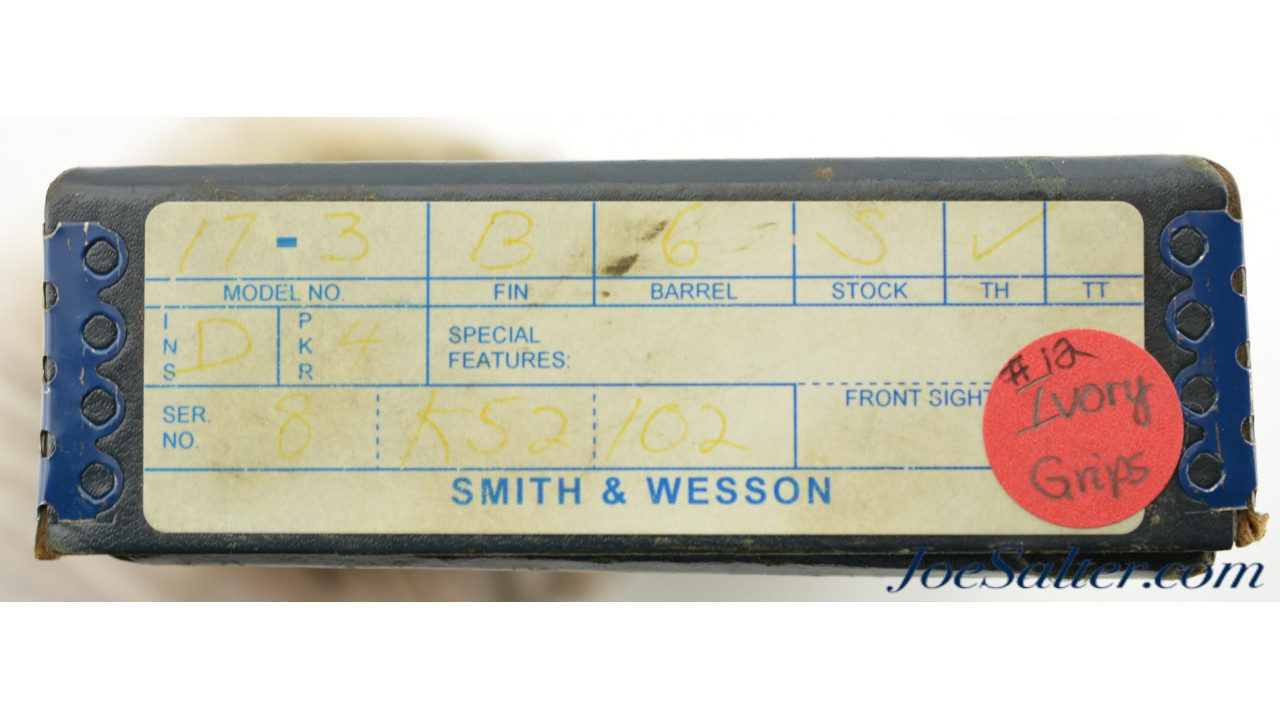 17 - 3 B 6 S ✓
MODEL NO. FIN BARREL STOCK TH TT
INS D PKR 4 SPECIAL FEATURES:
SER. NO. 8 K52 102 FRONT SIGHT
SMITH & WESSON
#12
Ivory
Grips
JoeSalter.com